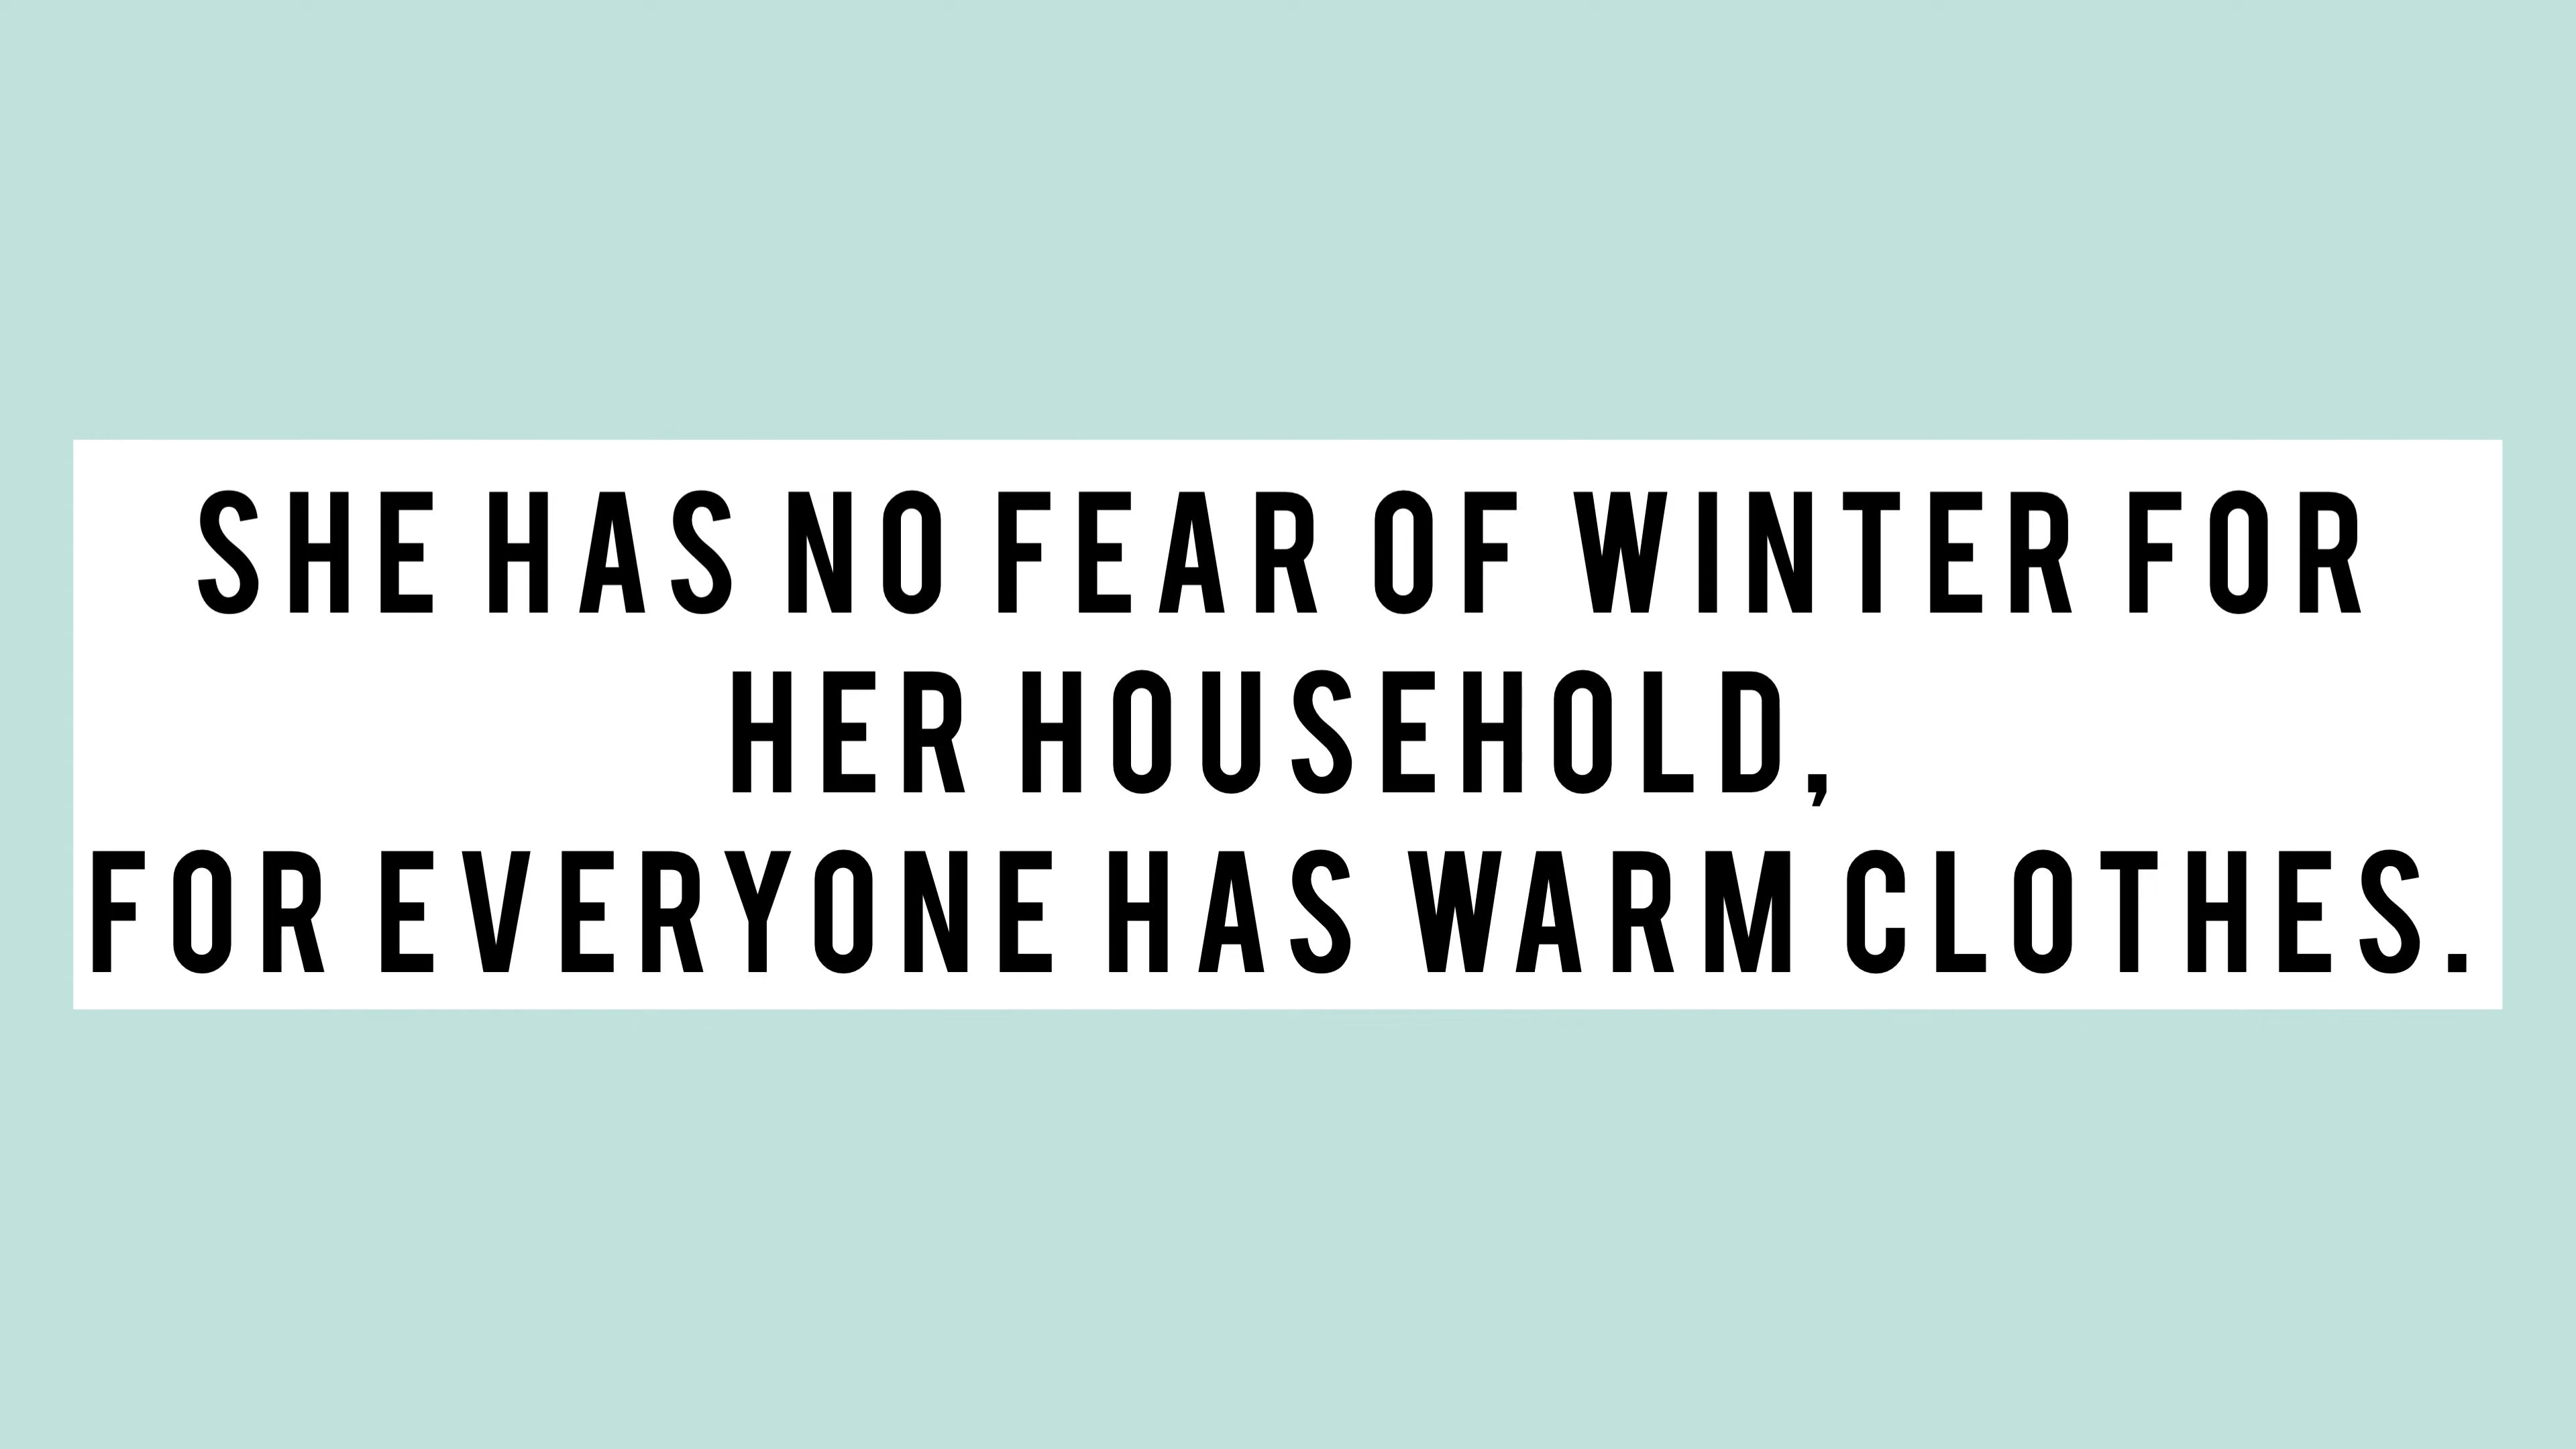 SHE HAS NO FEAR OF WINTER FOR
HER HOUSEHOLD,
FOR EVERYONE HAS WARM CLOTHES.